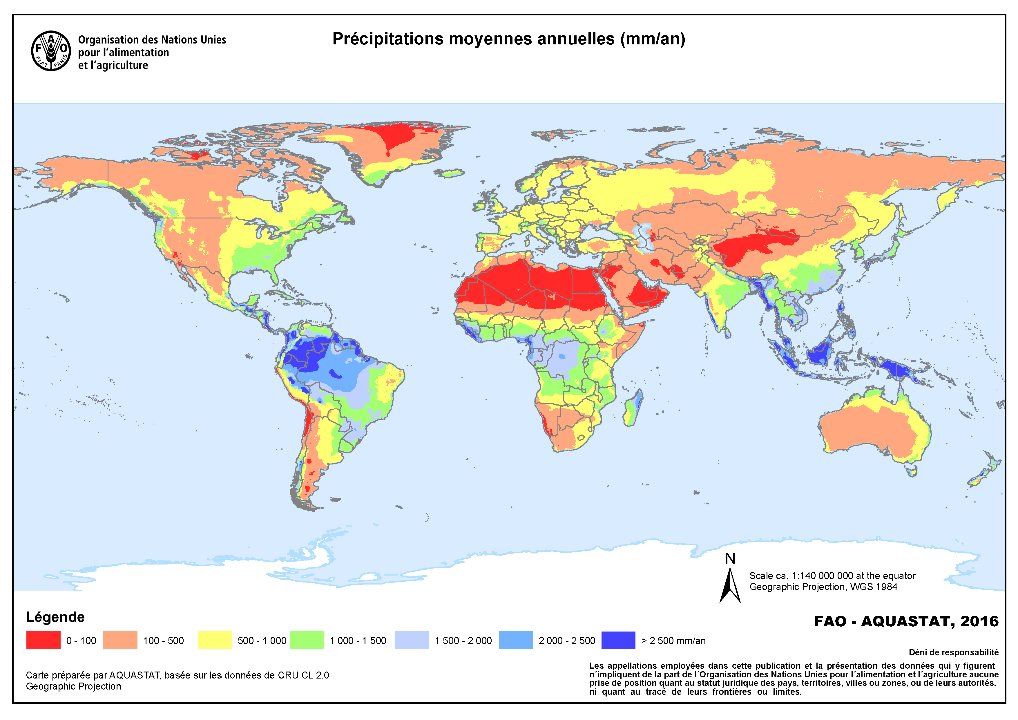 Organisation des Nations Unies
pour l'alimentation
et l'agriculture
Précipitations moyennes annuelles (mm/an)
N
Scale ca. 1:140 000 000 at the equator
Geographic Projection, WGS 1984
Légende
0 - 100
100 - 500
500 - 1 000
1 000 - 1 500
1 500 - 2 000
2 000 - 2 500
> 2 500 mm/an
FAO - AQUASTAT, 2016
Déni de responsabilité
Les appellations employées dans cette publication et la présentation des données qui y figurent
n'impliquent de la part de l'Organisation des Nations Unies pour l'alimentation et l'agriculture aucune
prise de position quant au statut juridique des pays, territoires, villes ou zones, ou de leurs autorités,
ni quant au tracé de leurs frontières ou limites.
Carte préparée par AQUASTAT, basée sur les données de CRU CL 2.0
Geographic Projection